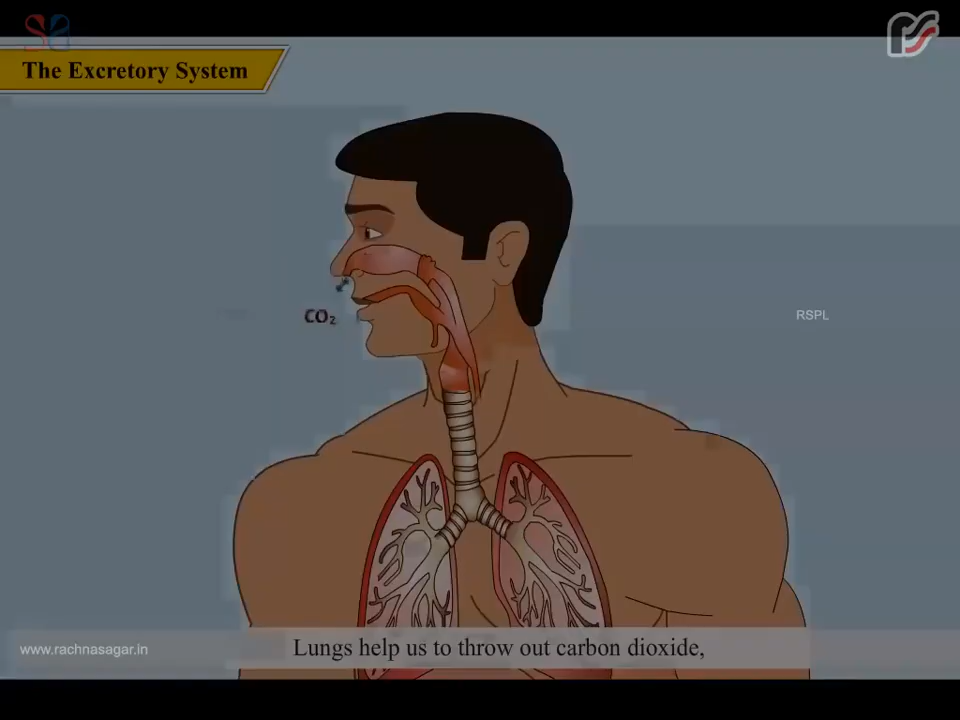 The Excretory System
CO₂
RSPL
www.rachnasagar.in
Lungs help us to throw out carbon dioxide,